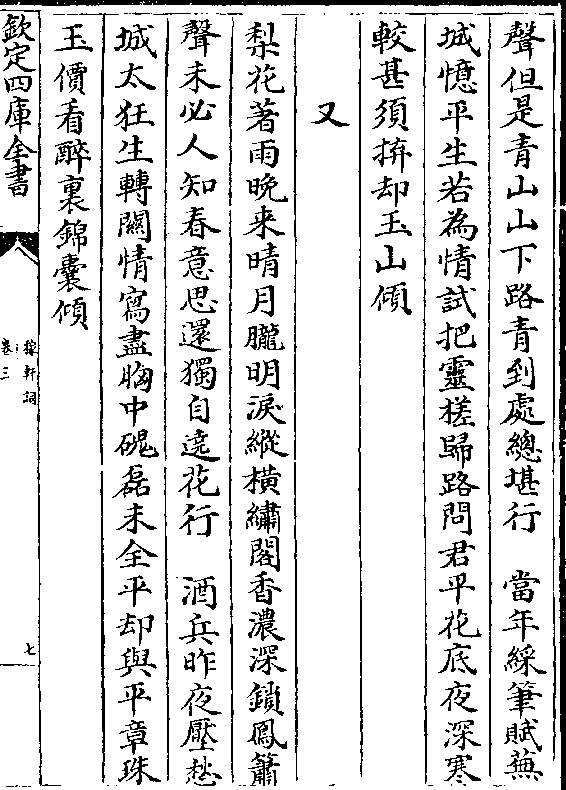 聲但是青山山下路青到處總堪行　當年綵筆賦蕪
城憶平生若為情試把靈槎歸路問君平花底夜深寒
較甚須拚却玉山傾
又
梨花著雨晚来晴月朧明淚縱橫繡閣香濃深鎖鳳簫
聲未必人知春意思還獨自遶花行　酒兵昨夜壓愁
城太狂生轉關情寫盡胸中磈磊未全平却與平章珠
玉價看醉裏錦囊傾
欽定四庫全書
稼軒詞
卷三
七